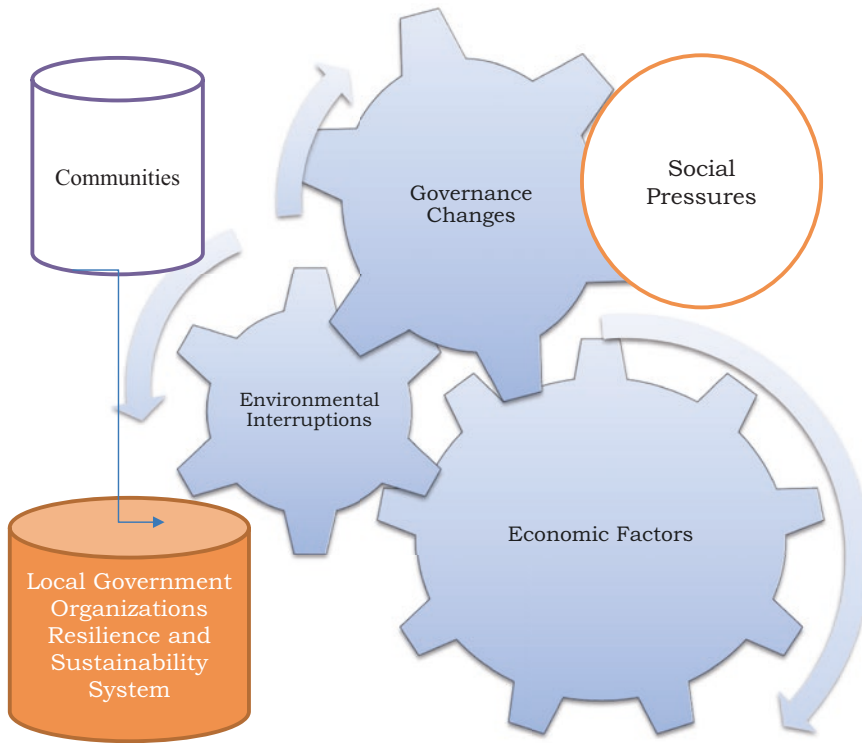 Communities
Governance
Changes
Social
Pressures
Environmental
Interruptions
Economic Factors
Local Government
Organizations
Resilience and
Sustainability
System